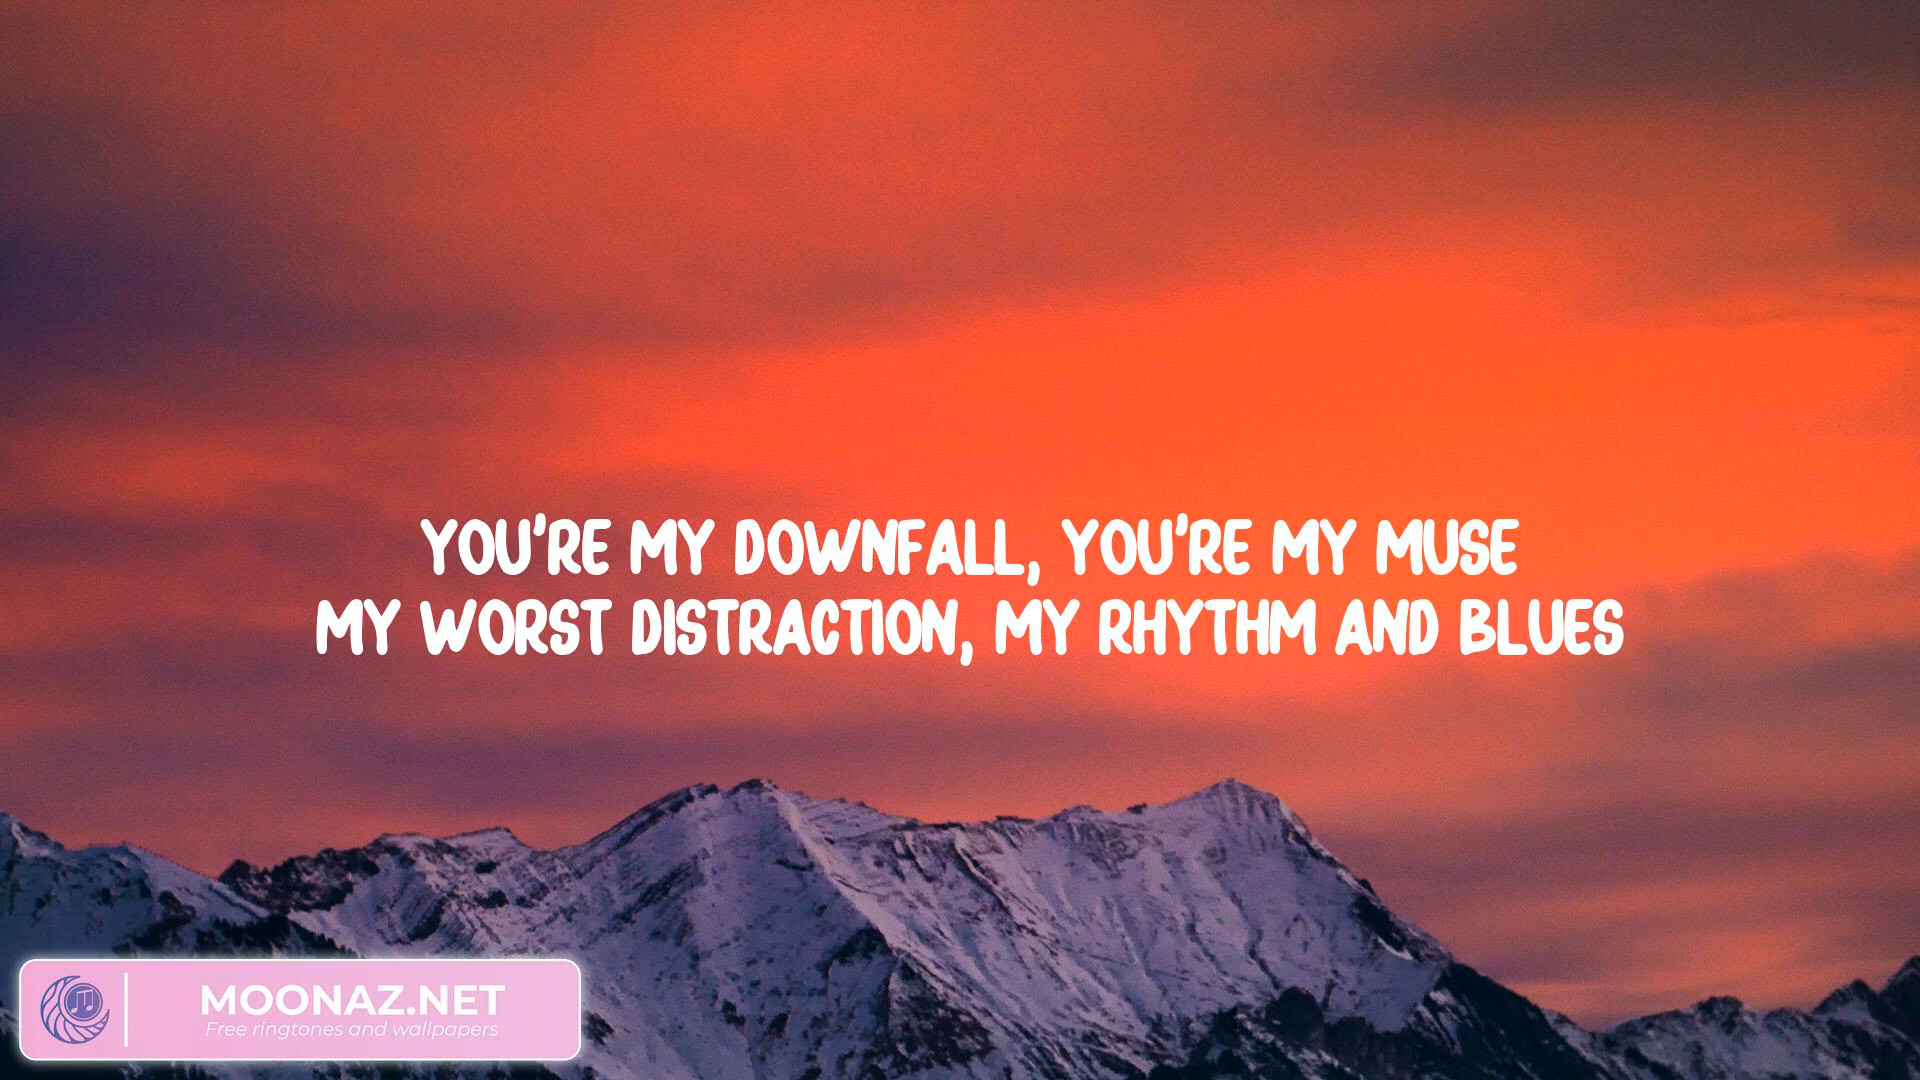 YOU'RE MY DOWNFALL, YOU'RE MY MUSE
MY WORST DISTRACTION, MY RHYTHM AND BLUES
MOONAZ.NET
Free ringtones and wallpapers